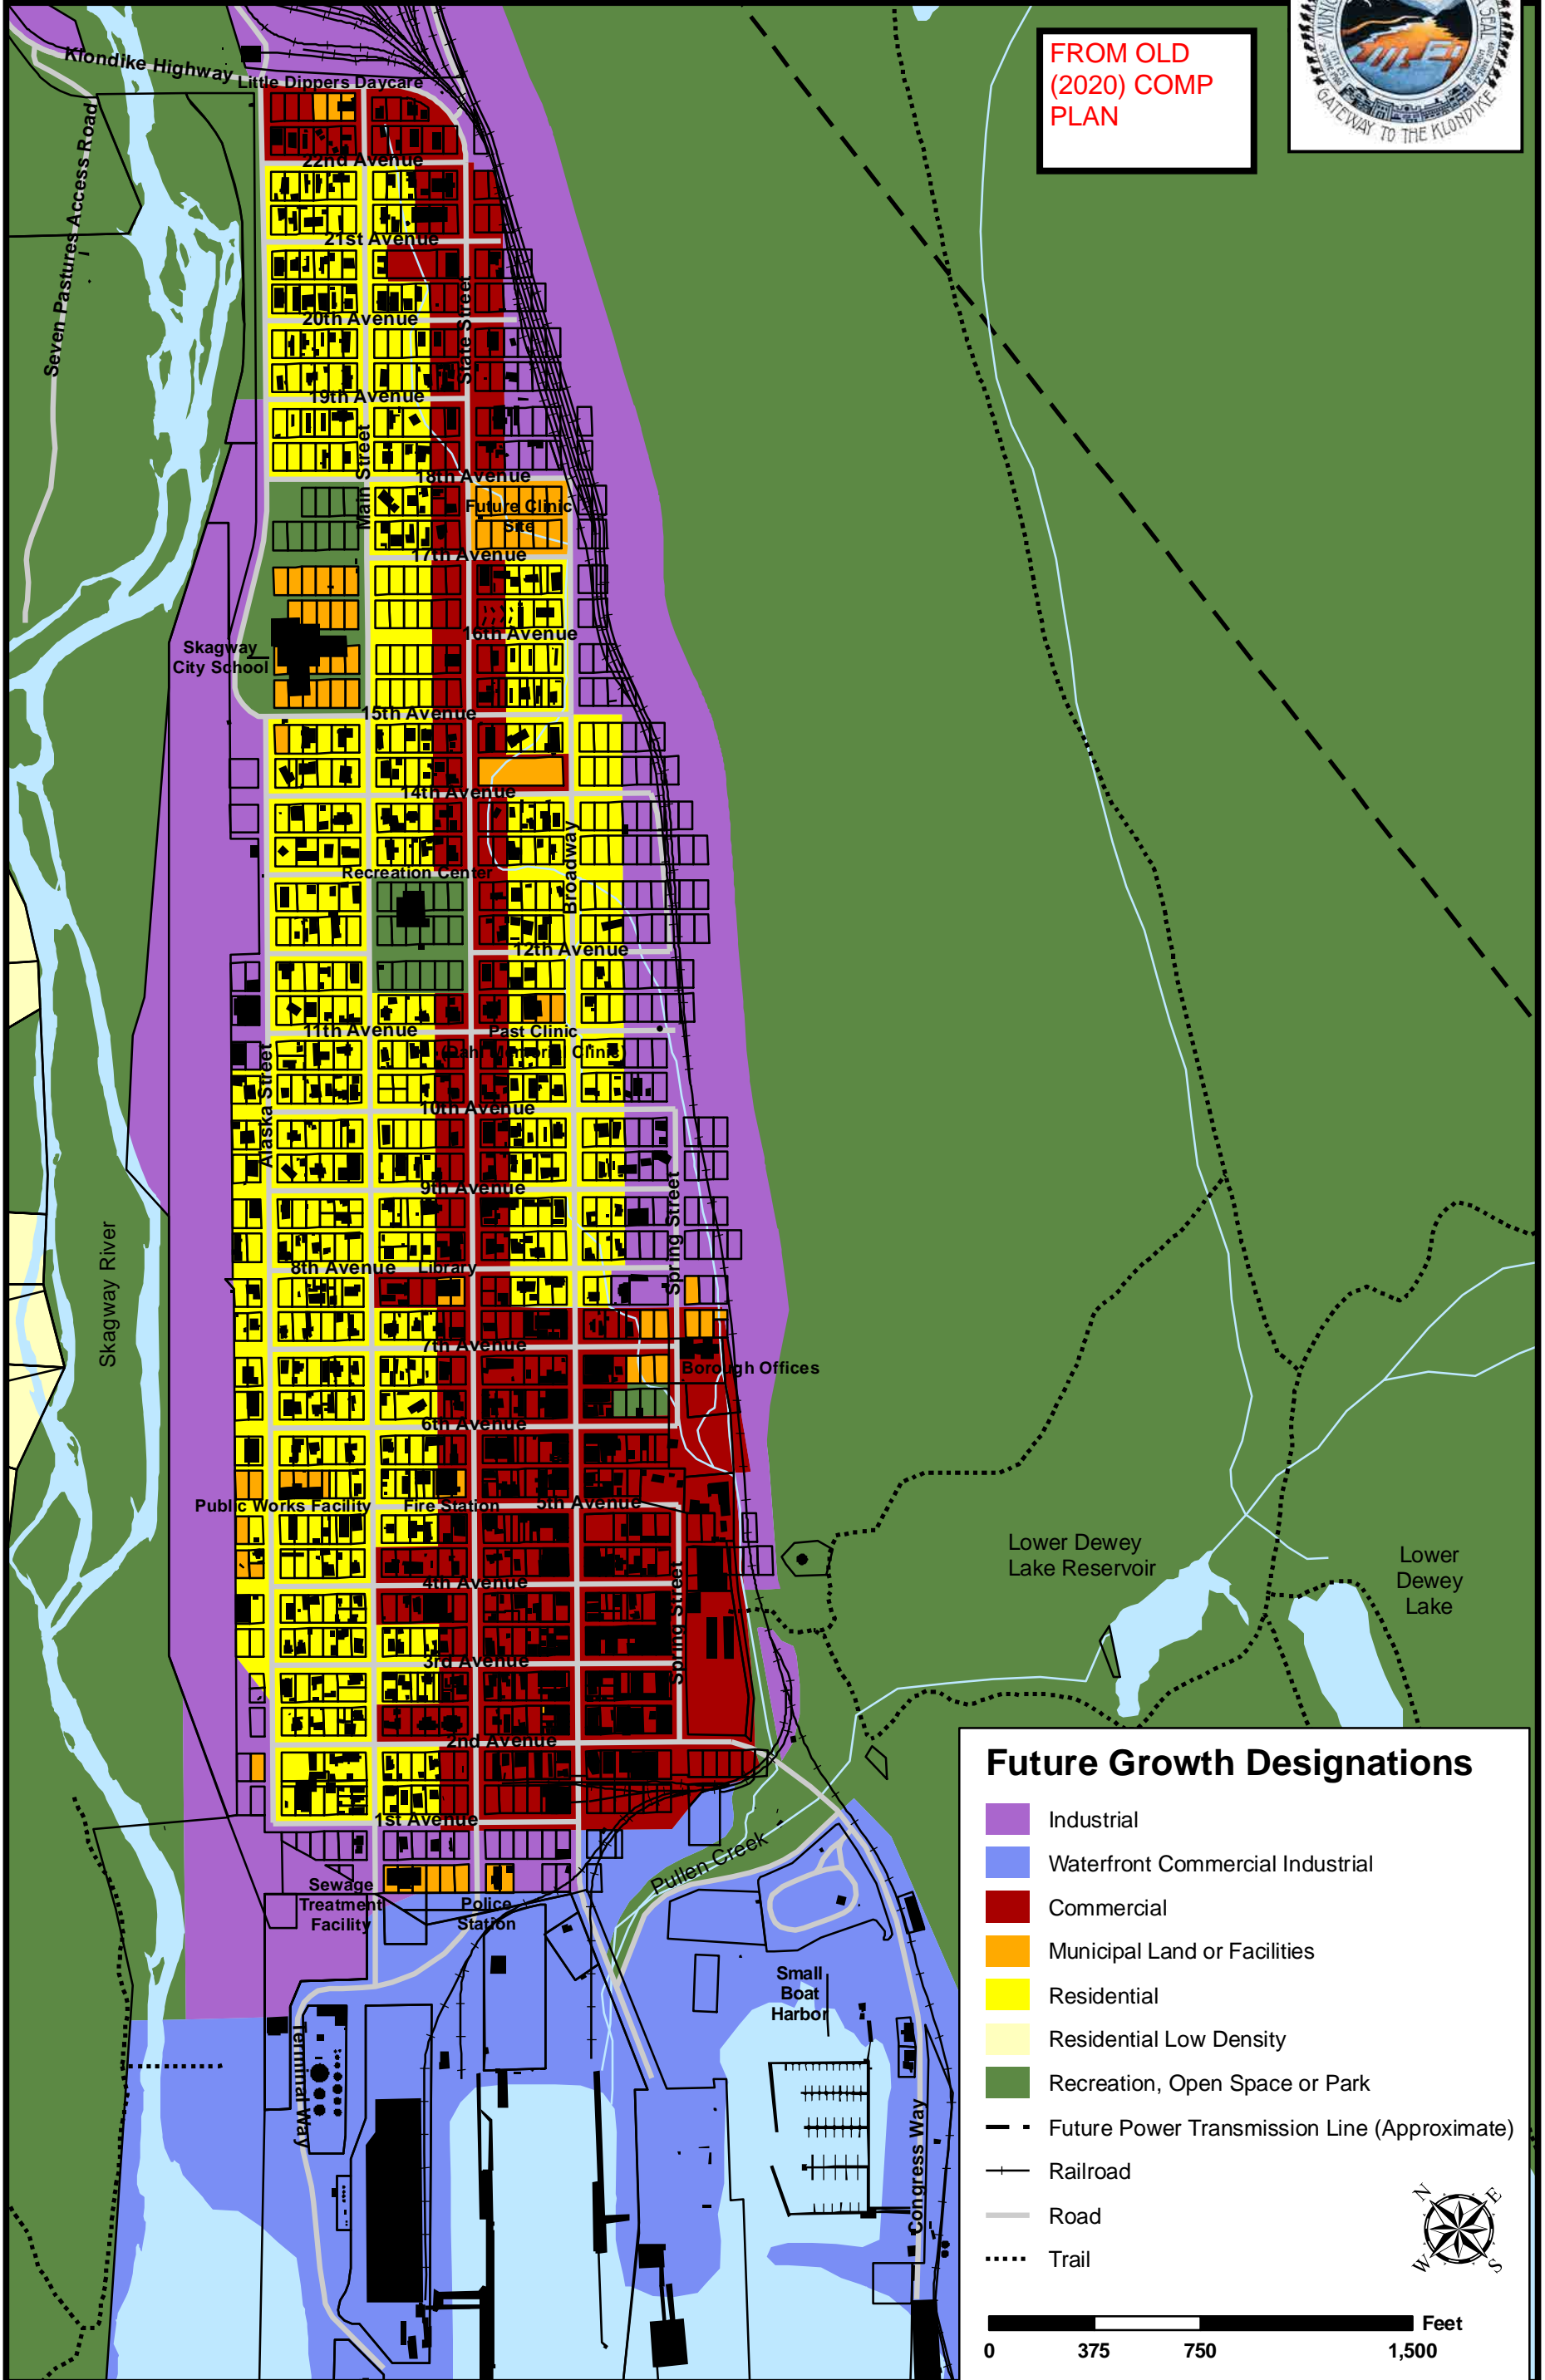 FROM OLD
(2020) COMP
PLAN
GATEWAY TO THE KLONDIKE
Klondike Highway
Little Dippers Daycare
Seven Pastures Access Road
22nd Avenue
21st Avenue
State Street
20th Avenue
19th Avenue
Main Street
18th Avenue
Future Clinic
Site
17th Avenue
16th Avenue
Skagway
City School
15th Avenue
14th Avenue
Broadway
Recreation Center
12th Avenue
11th Avenue
Past Clinic
(Dahl Memorial Clinic)
Alaska Street
10th Avenue
9th Avenue
Spring Street
Skagway River
8th Avenue
Library
7th Avenue
Borough Offices
6th Avenue
Public Works Facility
Fire Station
5th Avenue
4th Avenue
Spring Street
3rd Avenue
2nd Avenue
1st Avenue
Lower Dewey
Lake Reservoir
Lower
Dewey
Lake
Pullen Creek
Sewage
Treatment
Facility
Police
Station
Small
Boat
Harbor
Terminal Way
Congress Way
Future Growth Designations
Industrial
Waterfront Commercial Industrial
Commercial
Municipal Land or Facilities
Residential
Residential Low Density
Recreation, Open Space or Park
Future Power Transmission Line (Approximate)
Railroad
Road
Trail
N
E
W
S
Feet
0 375 750 1,500